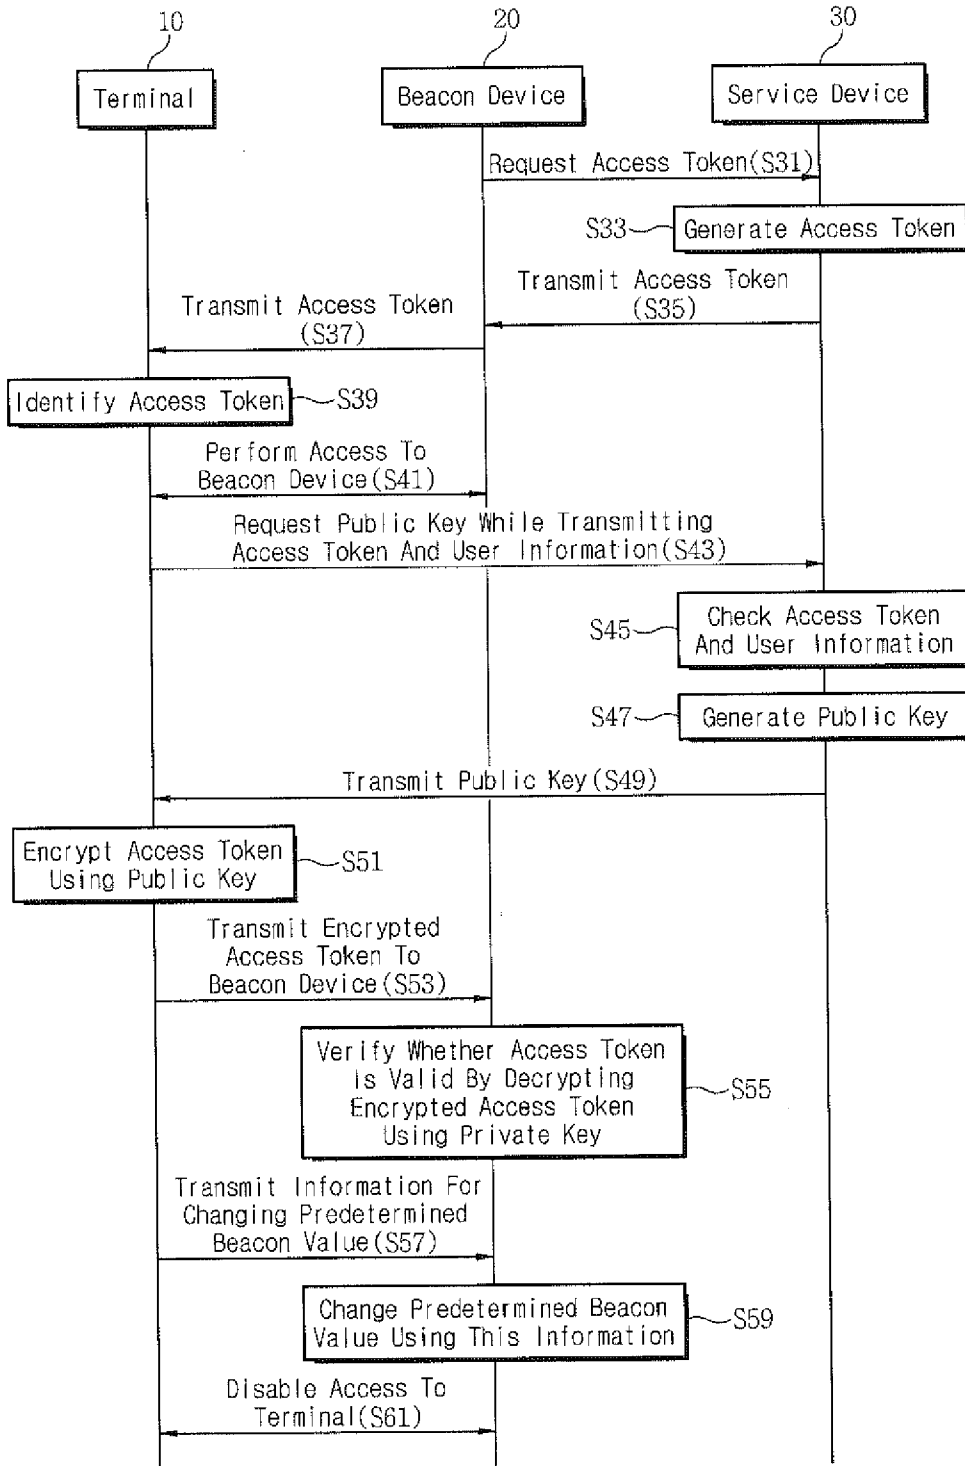 10
20
30
Terminal
Beacon Device
Service Device
Request Access Token(S31)
S33
Generate Access Token
Transmit Access Token
(S35)
Transmit Access Token
(S37)
Identify Access Token
S39
Perform Access To
Beacon Device(S41)
Request Public Key While Transmitting
Access Token And User Information(S43)
S45
Check Access Token
And User Information
S47
Generate Public Key
Transmit Public Key(S49)
Encrypt Access Token
Using Public Key
S51
Transmit Encrypted
Access Token To
Beacon Device(S53)
Verify Whether Access Token
is Valid By Decrypting
Encrypted Access Token
Using Private Key
S55
Transmit Information For
Changing Predetermined
Beacon Value(S57)
Change Predetermined Beacon
Value Using This Information
S59
Disable Access To
Terminal(S61)